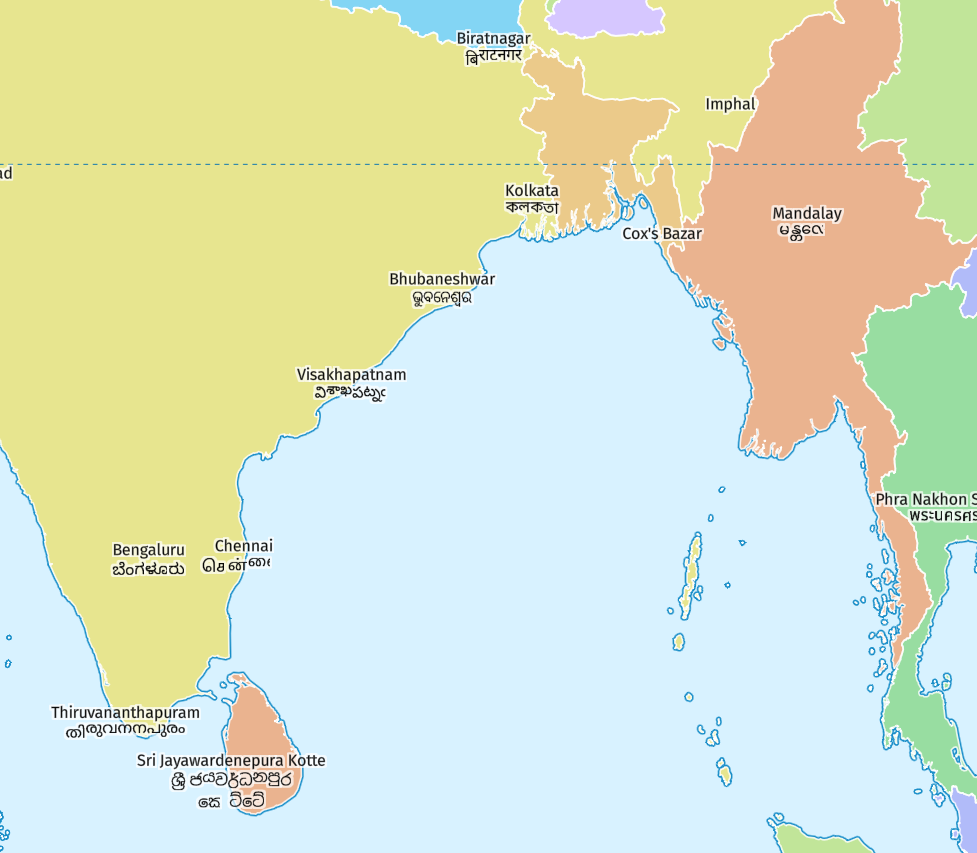 Biratnagar
बिराटनगर
Imphal
ad
Kolkata
কলকাতা
Mandalay
မန္တလေး
Cox's Bazar
Bhubaneshwar
ଭୁବନେଶ୍ୱର
Visakhapatnam
విశాఖపట్నం
Phra Nakhon S
พระนครศร
Chennai
சென்னை
Bengaluru
ಬೆಂಗಳೂರು
Thiruvananthapuram
തിരുവനന്തപുരം
Sri Jayawardenepura Kotte
ශ්‍රී ජයවර්ධනපුර